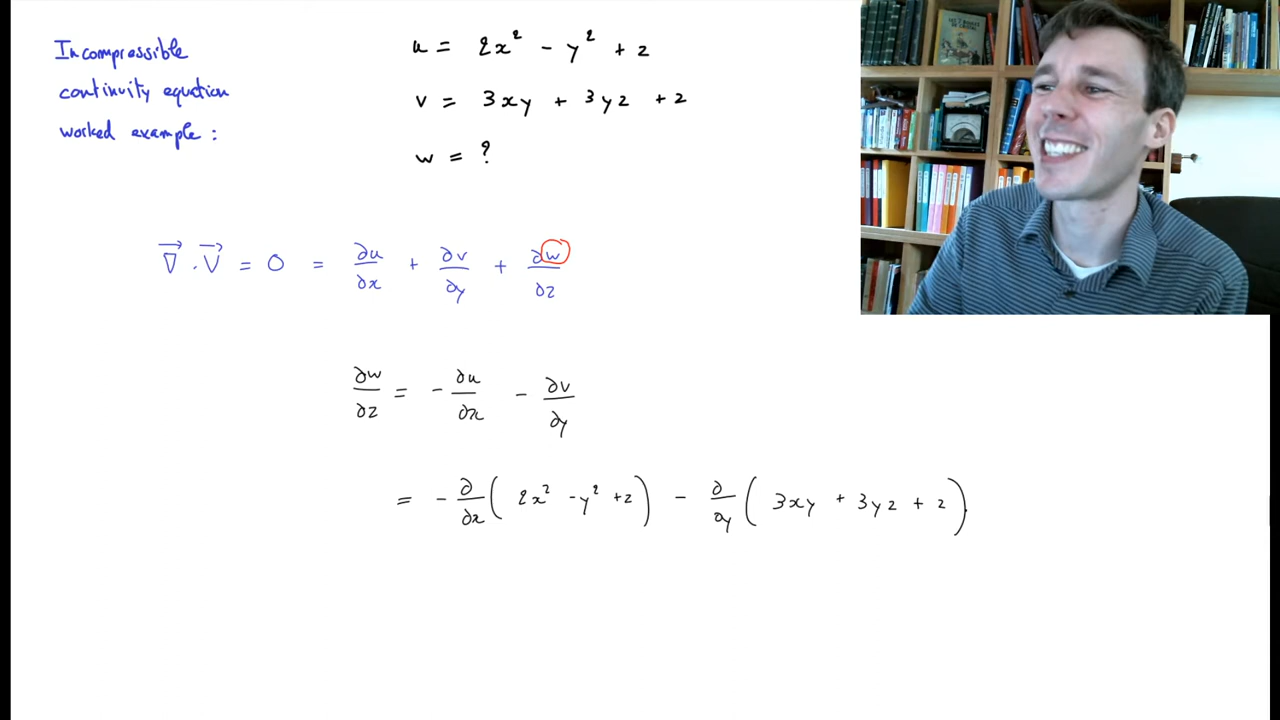 Incompressible
continuity equation
worked example :
u = 2x² - y² + z
v = 3xy + 3yz + z
w = ?
∇⃗ . V⃗ = 0 = ∂u/∂x + ∂v/∂y + ∂w/∂z
∂w/∂z = - ∂u/∂x - ∂v/∂y
= - ∂/∂x ( 2x² - y² + z ) - ∂/∂y ( 3xy + 3yz + z )